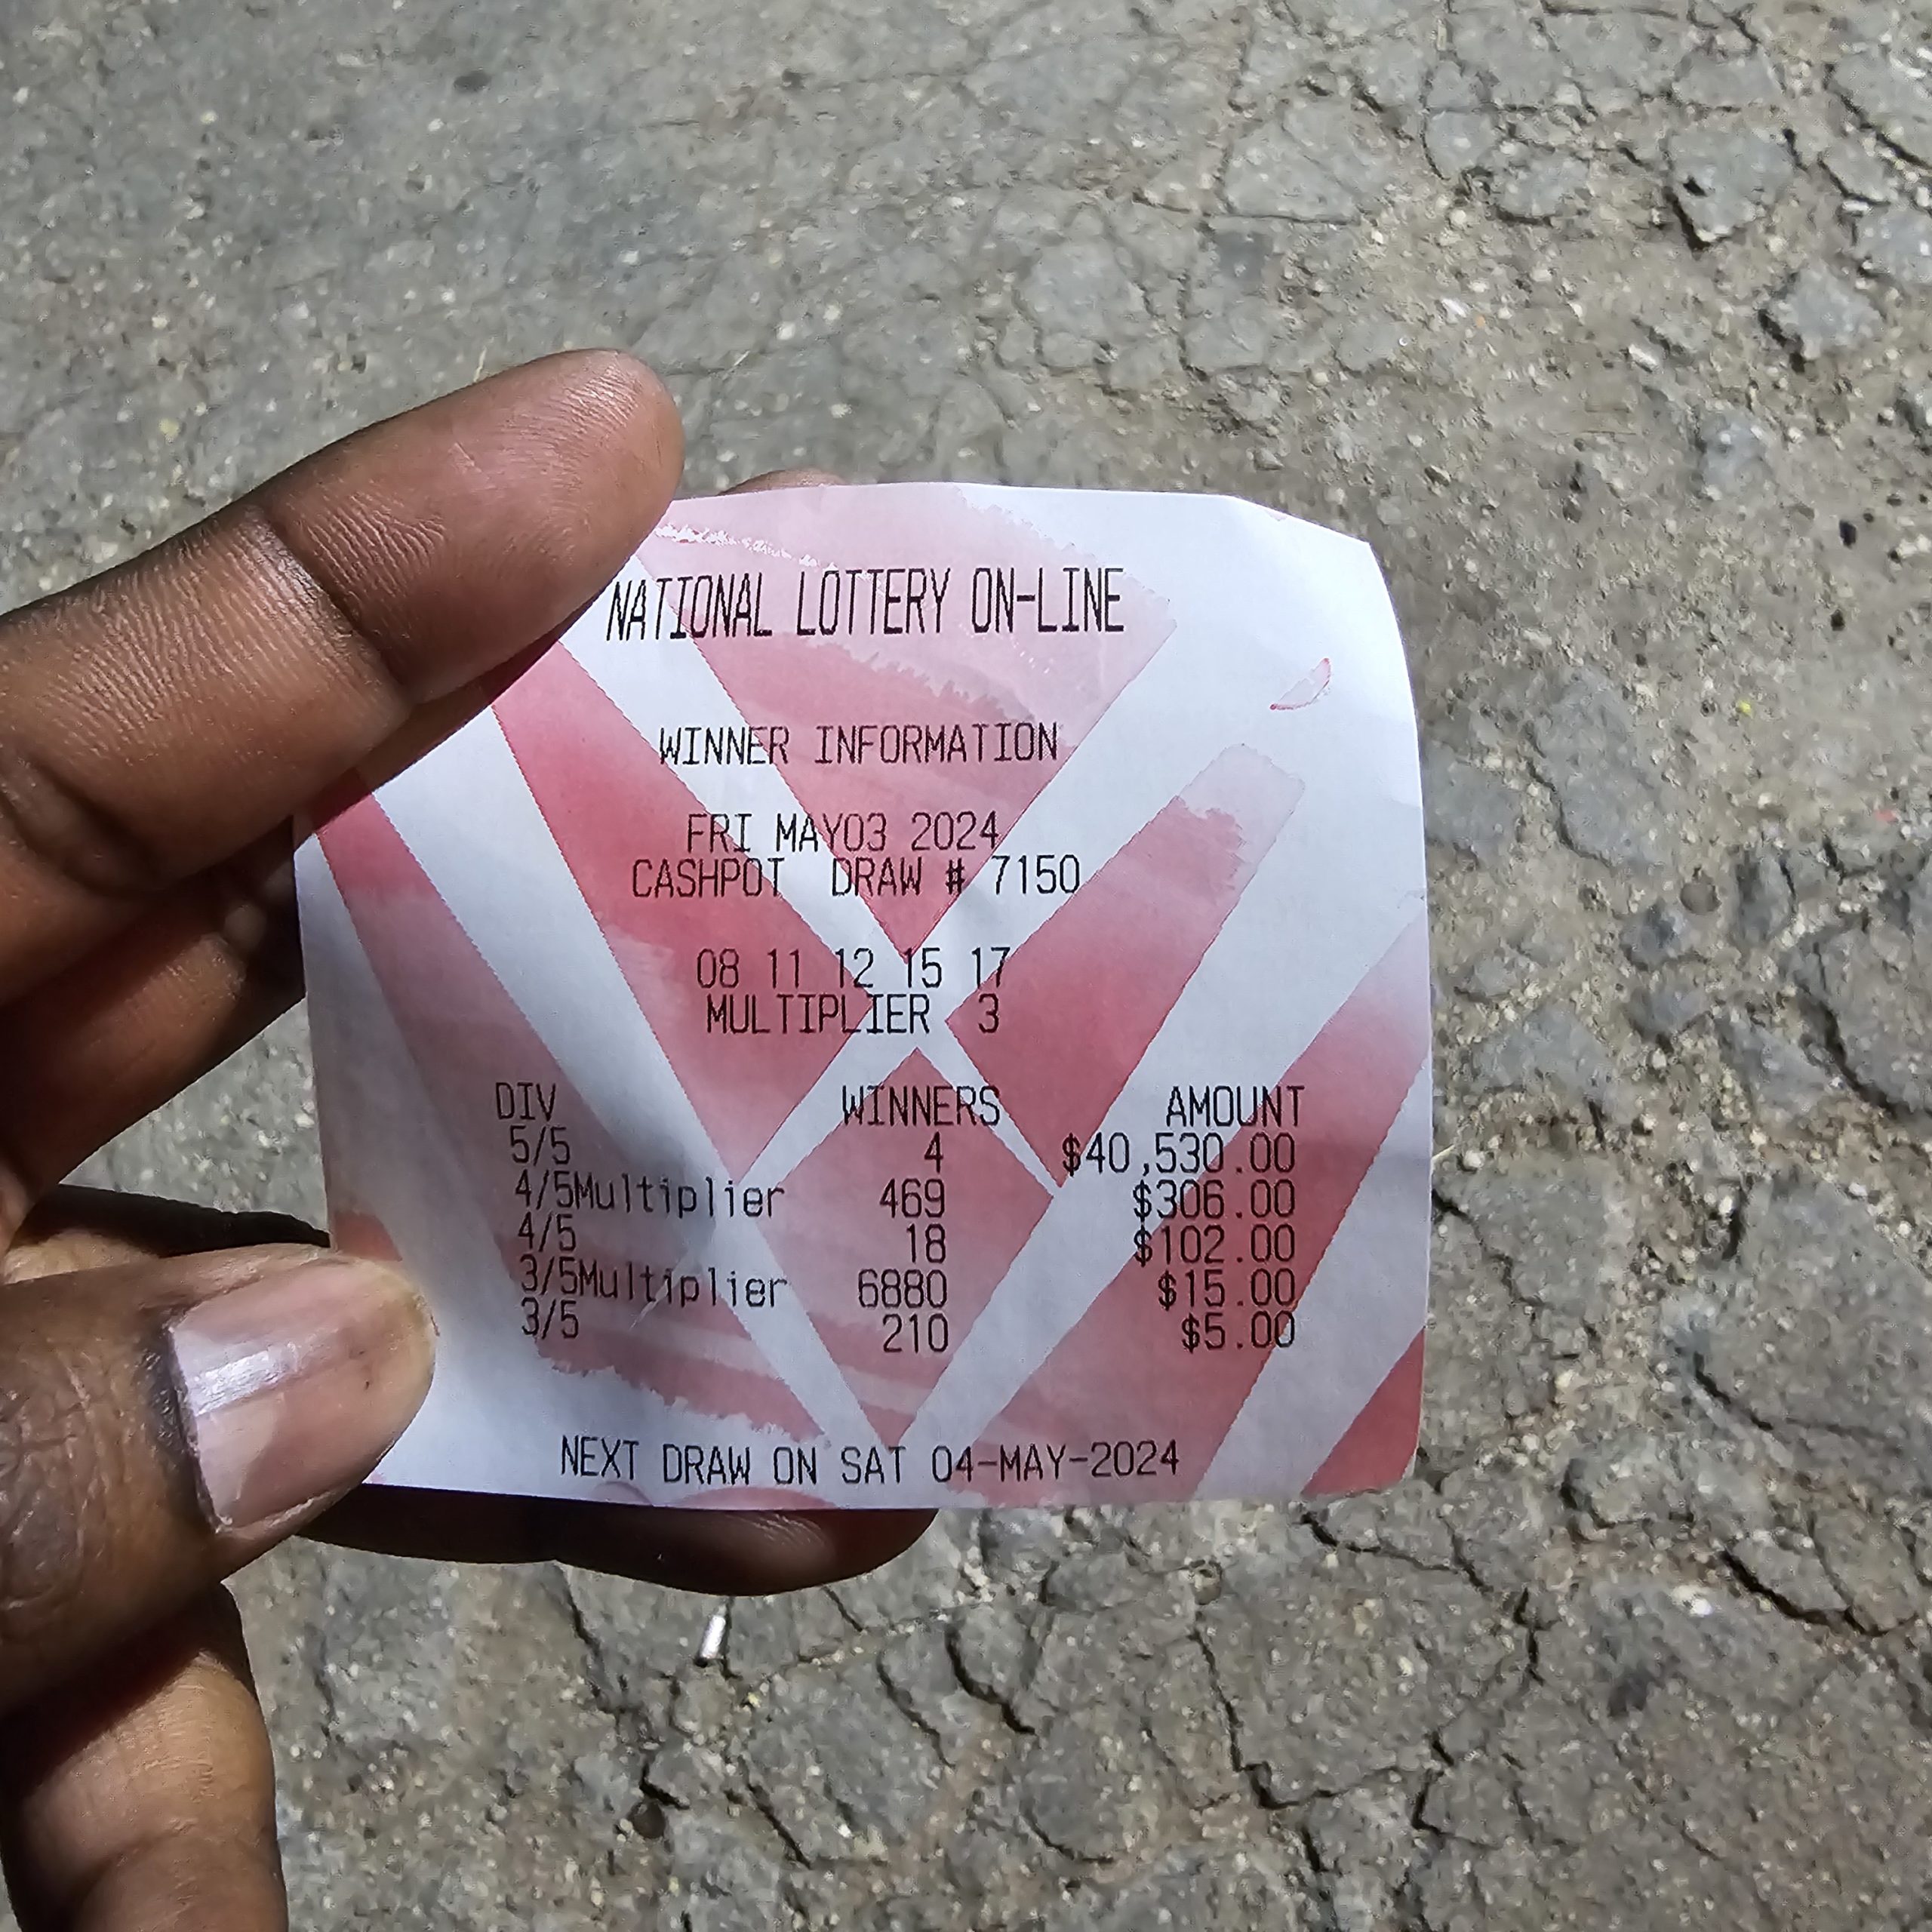 NATIONAL LOTTERY ON-LINE
WINNER INFORMATION
FRI MAY03 2024
CASHPOT DRAW # 7150
08 11 12 15 17
MULTIPLIER 3
DIV WINNERS AMOUNT
5/5 4 $40,530.00
4/5Multiplier 469 $306.00
4/5 18 $102.00
3/5Multiplier 6880 $15.00
3/5 210 $5.00
NEXT DRAW ON SAT 04-MAY-2024